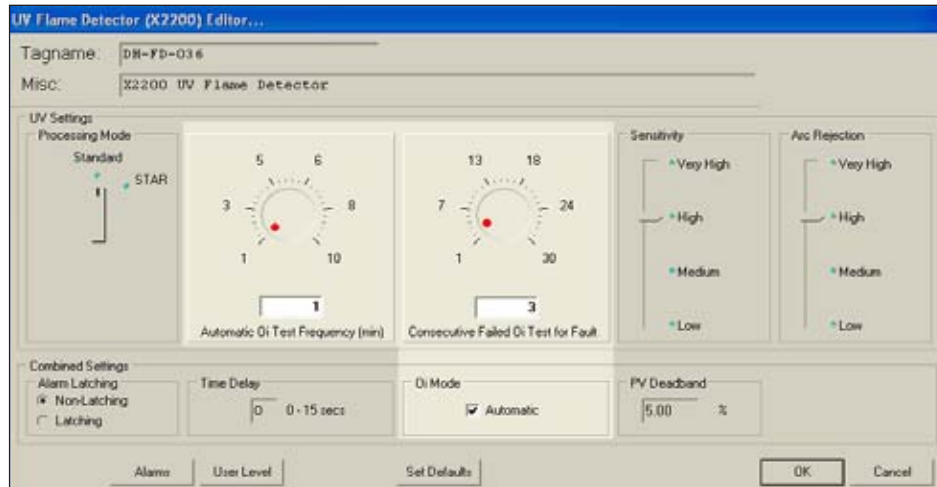 UV Flame Detector (X2200) Editor...
Tagname: DM-FD-036
Misc: X2200 UV Flame Detector
UV Settings
Processing Mode
Standard
STAR
5 6
3 8
1 10
1
Automatic Oi Test Frequency (min)
13 18
7 24
1 30
3
Consecutive Failed Oi Test for Fault
Sensitivity
Very High
High
Medium
Low
Arc Rejection
Very High
High
Medium
Low
Combined Settings
Alarm Latching
Non-Latching
Latching
Time Delay
0 0 - 15 secs
Oi Mode
Automatic
PV Deadband
5.00 %
Alarms User Level Set Defaults OK Cancel